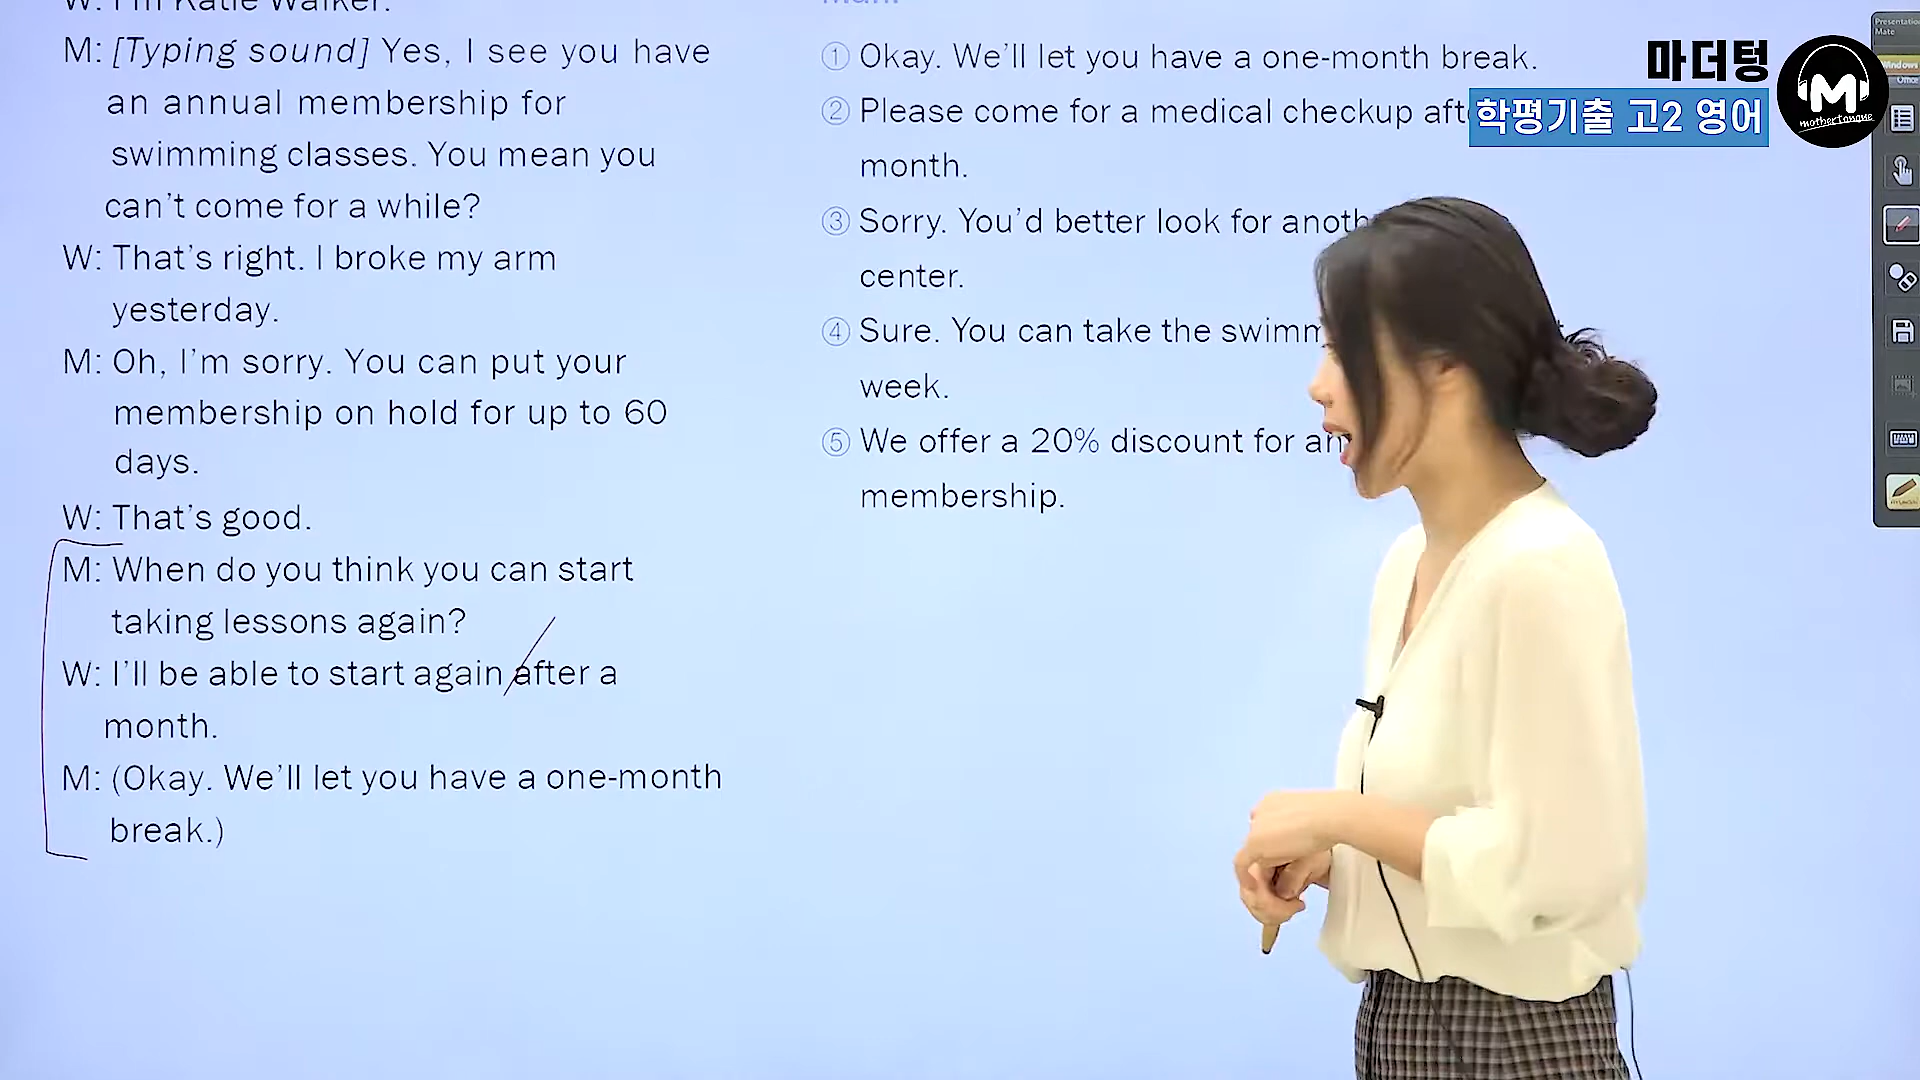 W: I'm Katie Walker.
M: [Typing sound] Yes, I see you have
an annual membership for
swimming classes. You mean you
can't come for a while?
W: That's right. I broke my arm
yesterday.
M: Oh, I'm sorry. You can put your
membership on hold for up to 60
days.
W: That's good.
M: When do you think you can start
taking lessons again?
W: I'll be able to start again after a
month.
M: (Okay. We'll let you have a one-month
break.)
① Okay. We'll let you have a one-month break.
② Please come for a medical checkup
month.
③ Sorry. You'd better look for
center.
④ Sure. You can take the
week.
⑤ We offer a 20% discount for
membership.
마더텅
학평기출 고2 영어
M
mothertongue
Presentation
Mate
Windows
Office